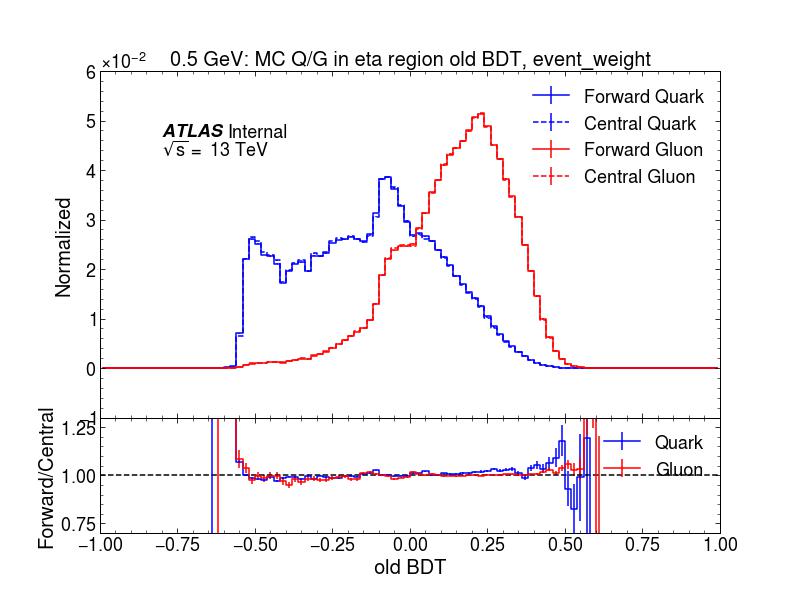 ×10⁻²
0.5 GeV: MC Q/G in eta region old BDT, event_weight
ATLAS Internal
√s = 13 TeV
Forward Quark
Central Quark
Forward Gluon
Central Gluon
Normalized
6
5
4
3
2
1
0
−1
Forward/Central
1.25
1.00
0.75
Quark
Gluon
−1.00 −0.75 −0.50 −0.25 0.00 0.25 0.50 0.75 1.00
old BDT